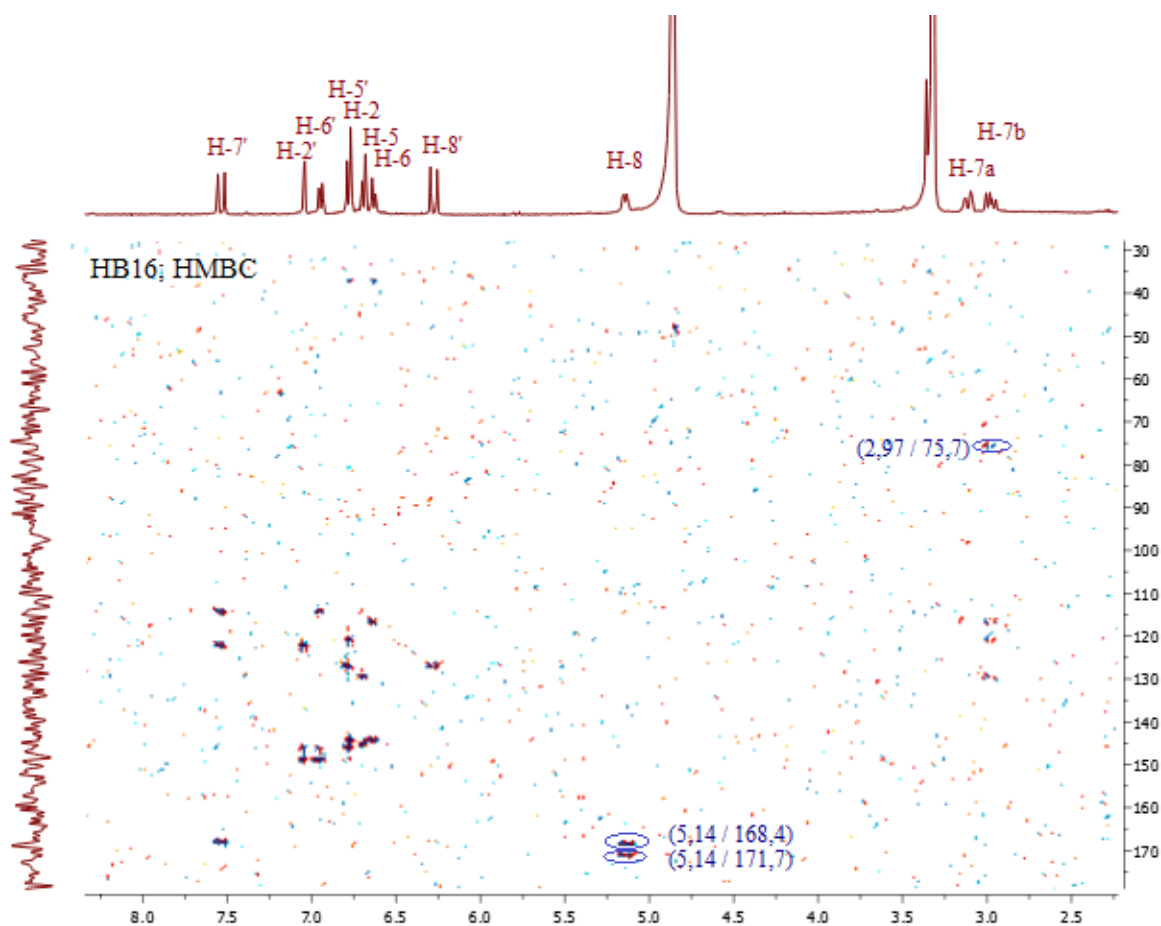 H-7'
H-2'
H-6'
H-5'
H-2
H-5
H-6
H-8'
H-8
H-7a
H-7b
HB16; HMBC
(2,97 / 75,7)
(5,14 / 168,4)
(5,14 / 171,7)
30
40
50
60
70
80
90
100
110
120
130
140
150
160
170
8.0 7.5 7.0 6.5 6.0 5.5 5.0 4.5 4.0 3.5 3.0 2.5